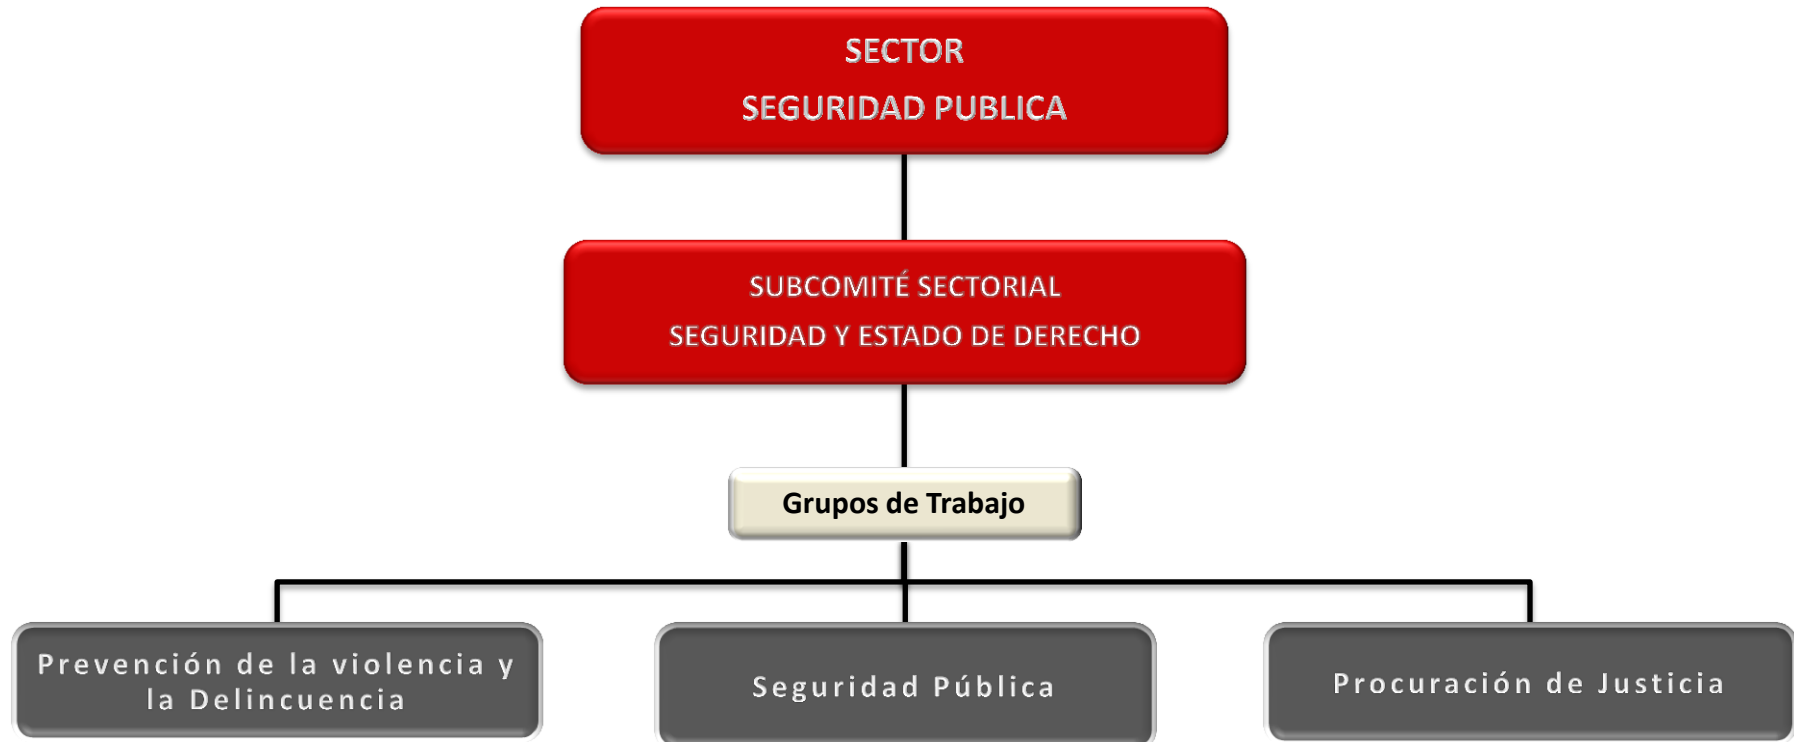 SECTOR
SEGURIDAD PUBLICA
SUBCOMITÉ SECTORIAL
SEGURIDAD Y ESTADO DE DERECHO
Grupos de Trabajo
Prevención de la violencia y
la Delincuencia
Seguridad Pública
Procuración de Justicia